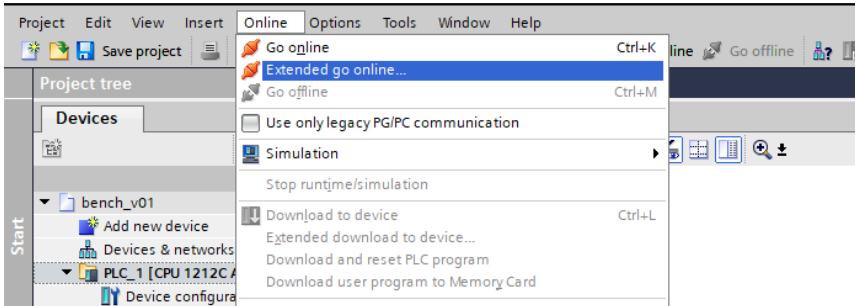 Project Edit View Insert Online Options Tools Window Help
Save project
Go online Ctrl+K
line Go offline
Extended go online...
Project tree
Go offline Ctrl+M
Devices
Use only legacy PG/PC communication
Simulation
Stop runtime/simulation
bench_v01
Download to device Ctrl+L
Add new device
Extended download to device...
Devices & networks
Download and reset PLC program
PLC_1 [CPU 1212C
Download user program to Memory Card
Device configura
Start